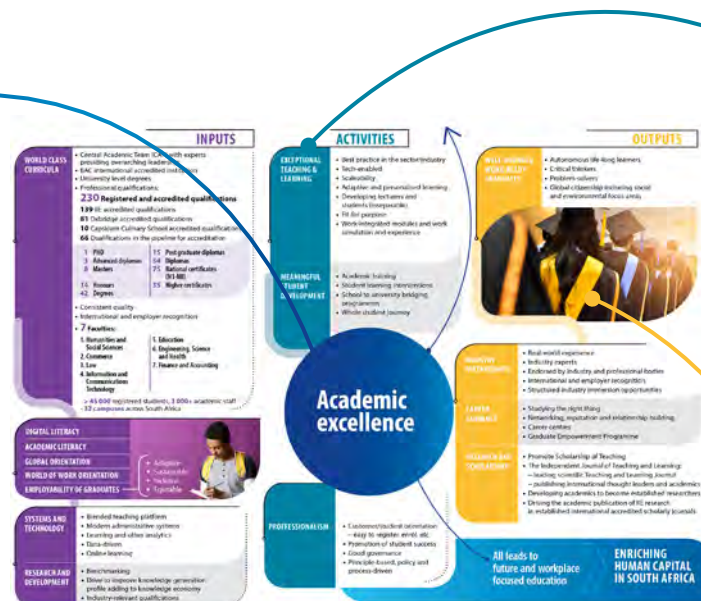 INPUTS
WORLD CLASS
CURRICULA
• Central Academic Team (CAT) with experts
providing overarching leadership
• BAC international accredited institution
• University level degrees
• Professional qualifications:
230 Registered and accredited qualifications
139 IIE accredited qualifications
81 Oxbridge accredited qualifications
10 Capsicum Culinary School accredited qualifications
66 Qualifications in the pipeline for accreditation
1 PhD
3 Advanced diplomas
8 Masters
14 Honours
42 Degrees
15 Post graduate diplomas
54 Diplomas
75 National certificates
(N1-N6)
35 Higher certificates
• Consistent quality
• International and employer recognition
• 7 Faculties:
1. Humanities and
Social Sciences
2. Commerce
3. Law
4. Information and
Communications
Technology
5. Education
6. Engineering, Science
and Health
7. Finance and Accounting
registered students,
academic staff
campuses across South Africa
DIGITAL LITERACY
ACADEMIC LITERACY
GLOBAL ORIENTATION
WORLD OF WORK ORIENTATION
EMPLOYABILITY OF GRADUATES
• Adaptive
• Sustainable
• Inclusive
• Equitable
SYSTEMS AND
TECHNOLOGY
• Blended teaching platform
• Modern administrative systems
• Learning and other analytics
• Data-driven
• Online learning
RESEARCH AND
DEVELOPMENT
• Benchmarking
• Drive to improve knowledge generation
profile adding to knowledge economy
• Industry-relevant qualifications
ACTIVITIES
EXCEPTIONAL
TEACHING &
LEARNING
• Best practice in the sector/industry
• Tech-enabled
• Scaleability
• Adaptive and personalised learning
• Developing lecturers and
students
• Fit for purpose
• Work-integrated modules and work
simulation and experience
MEANINGFUL
STUDENT
DEVELOPMENT
• Academic
• Student learning interventions
• School to university bridging
programmes
• Whole student journey
Academic
excellence
PROFESSIONALISM
• Customer/student orientation
– easy to register, enrol, etc
• Promotion of student success
• Good governance
• Principle-based, policy and
process-driven
OUTPUTS
WELL-ROUNDED
WORK-READY
GRADUATES
• Autonomous life-long learners
• Critical thinkers
• Problem-solvers
• Global citizenship including social
and environmental focus areas
INDUSTRY
PARTNERSHIPS
• Real-world experience
• Industry experts
• Endorsed by industry and professional bodies
• International and employer recognition
• Structured industry immersion opportunities
CAREER
GUIDANCE
• Studying the right thing
• Networking, reputation and relationship building
• Career centres
• Graduate Empowerment Programme
RESEARCH AND
SCHOLARSHIP
• Promote Scholarship of Teaching
• The Independent Journal of Teaching and Learning:
– leading scientific Teaching and Learning Journal
– publishing international thought leaders and academics
• Developing academics to become established researchers
• Driving the academic publication of IIE research
in established international accredited scholarly journals
All leads to
future and workplace
focused education
ENRICHING
HUMAN CAPITAL
IN SOUTH AFRICA